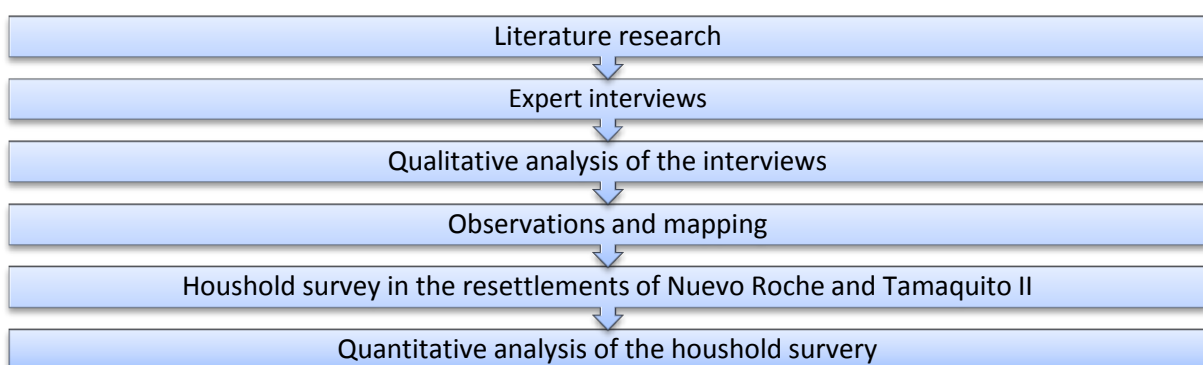 Literature research
Expert interviews
Qualitative analysis of the interviews
Observations and mapping
Houshold survey in the resettlements of Nuevo Roche and Tamaquito II
Quantitative analysis of the houshold survery